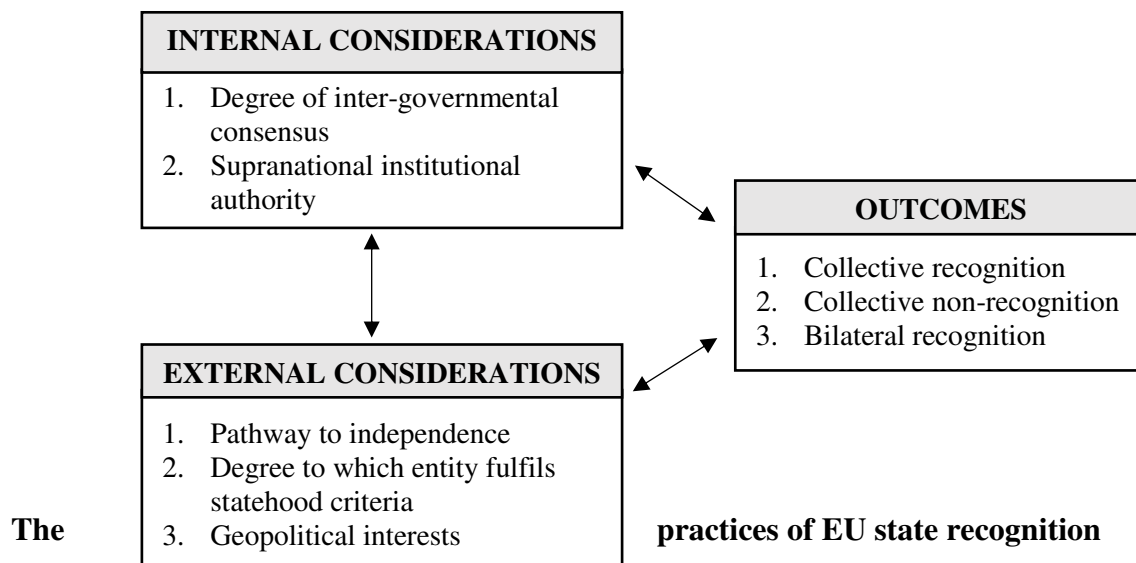 INTERNAL CONSIDERATIONS
1. Degree of inter-governmental
consensus
2. Supranational institutional
authority
OUTCOMES
1. Collective recognition
2. Collective non-recognition
3. Bilateral recognition
EXTERNAL CONSIDERATIONS
1. Pathway to independence
2. Degree to which entity fulfils
statehood criteria
3. Geopolitical interests
The practices of EU state recognition